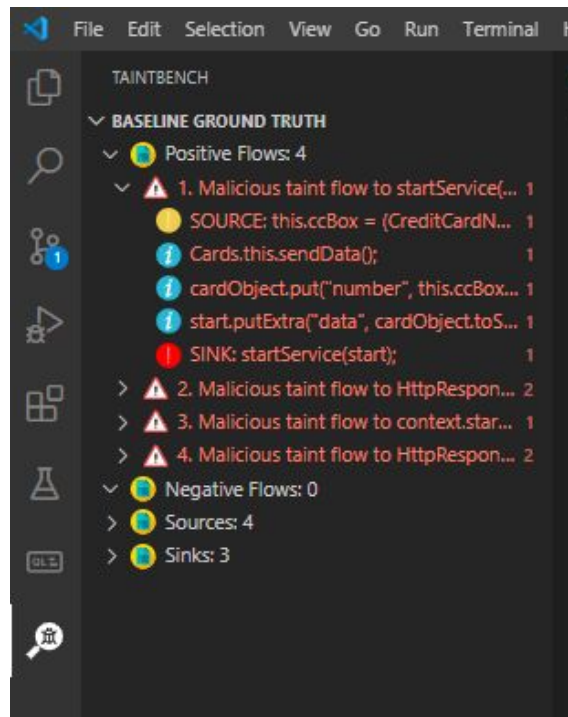 File Edit Selection View Go Run Terminal
TAINTBENCH
BASELINE GROUND TRUTH
Positive Flows: 4
1. Malicious taint flow to startService(... 1
SOURCE: this.ccBox = (CreditCardN... 1
Cards.this.sendData(); 1
cardObject.put("number", this.ccBox... 1
start.putExtra("data", cardObject.toS... 1
SINK: startService(start); 1
2. Malicious taint flow to HttpRespon... 2
3. Malicious taint flow to context.star... 1
4. Malicious taint flow to HttpRespon... 2
Negative Flows: 0
Sources: 4
Sinks: 3
1